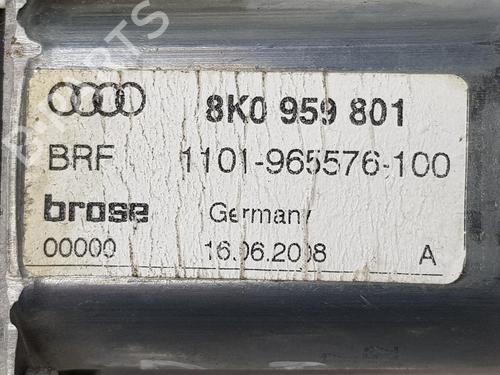 8K0 959 801
BRF 1101-965576-100
brose Germany
00000 16.06.2008 A